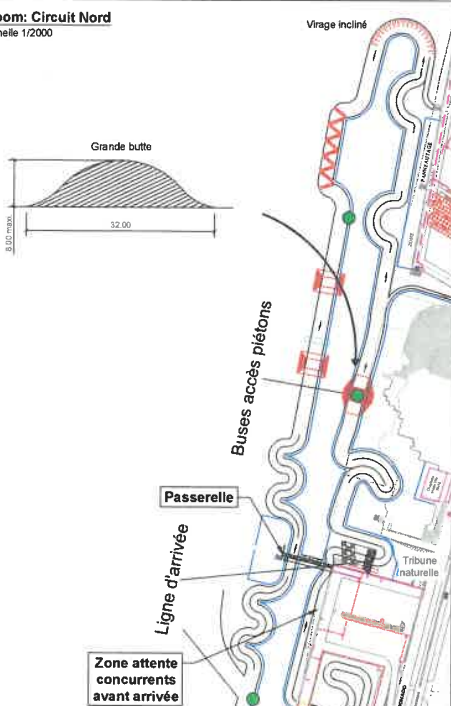 oom: Circuit Nord
helle 1/2000
Virage incliné
Grande butte
8.00 maxi.
32.00
Buses accès piétons
Passerelle
Ligne d'arrivée
Tribune
naturelle
Zone attente
concurrents
avant arrivée